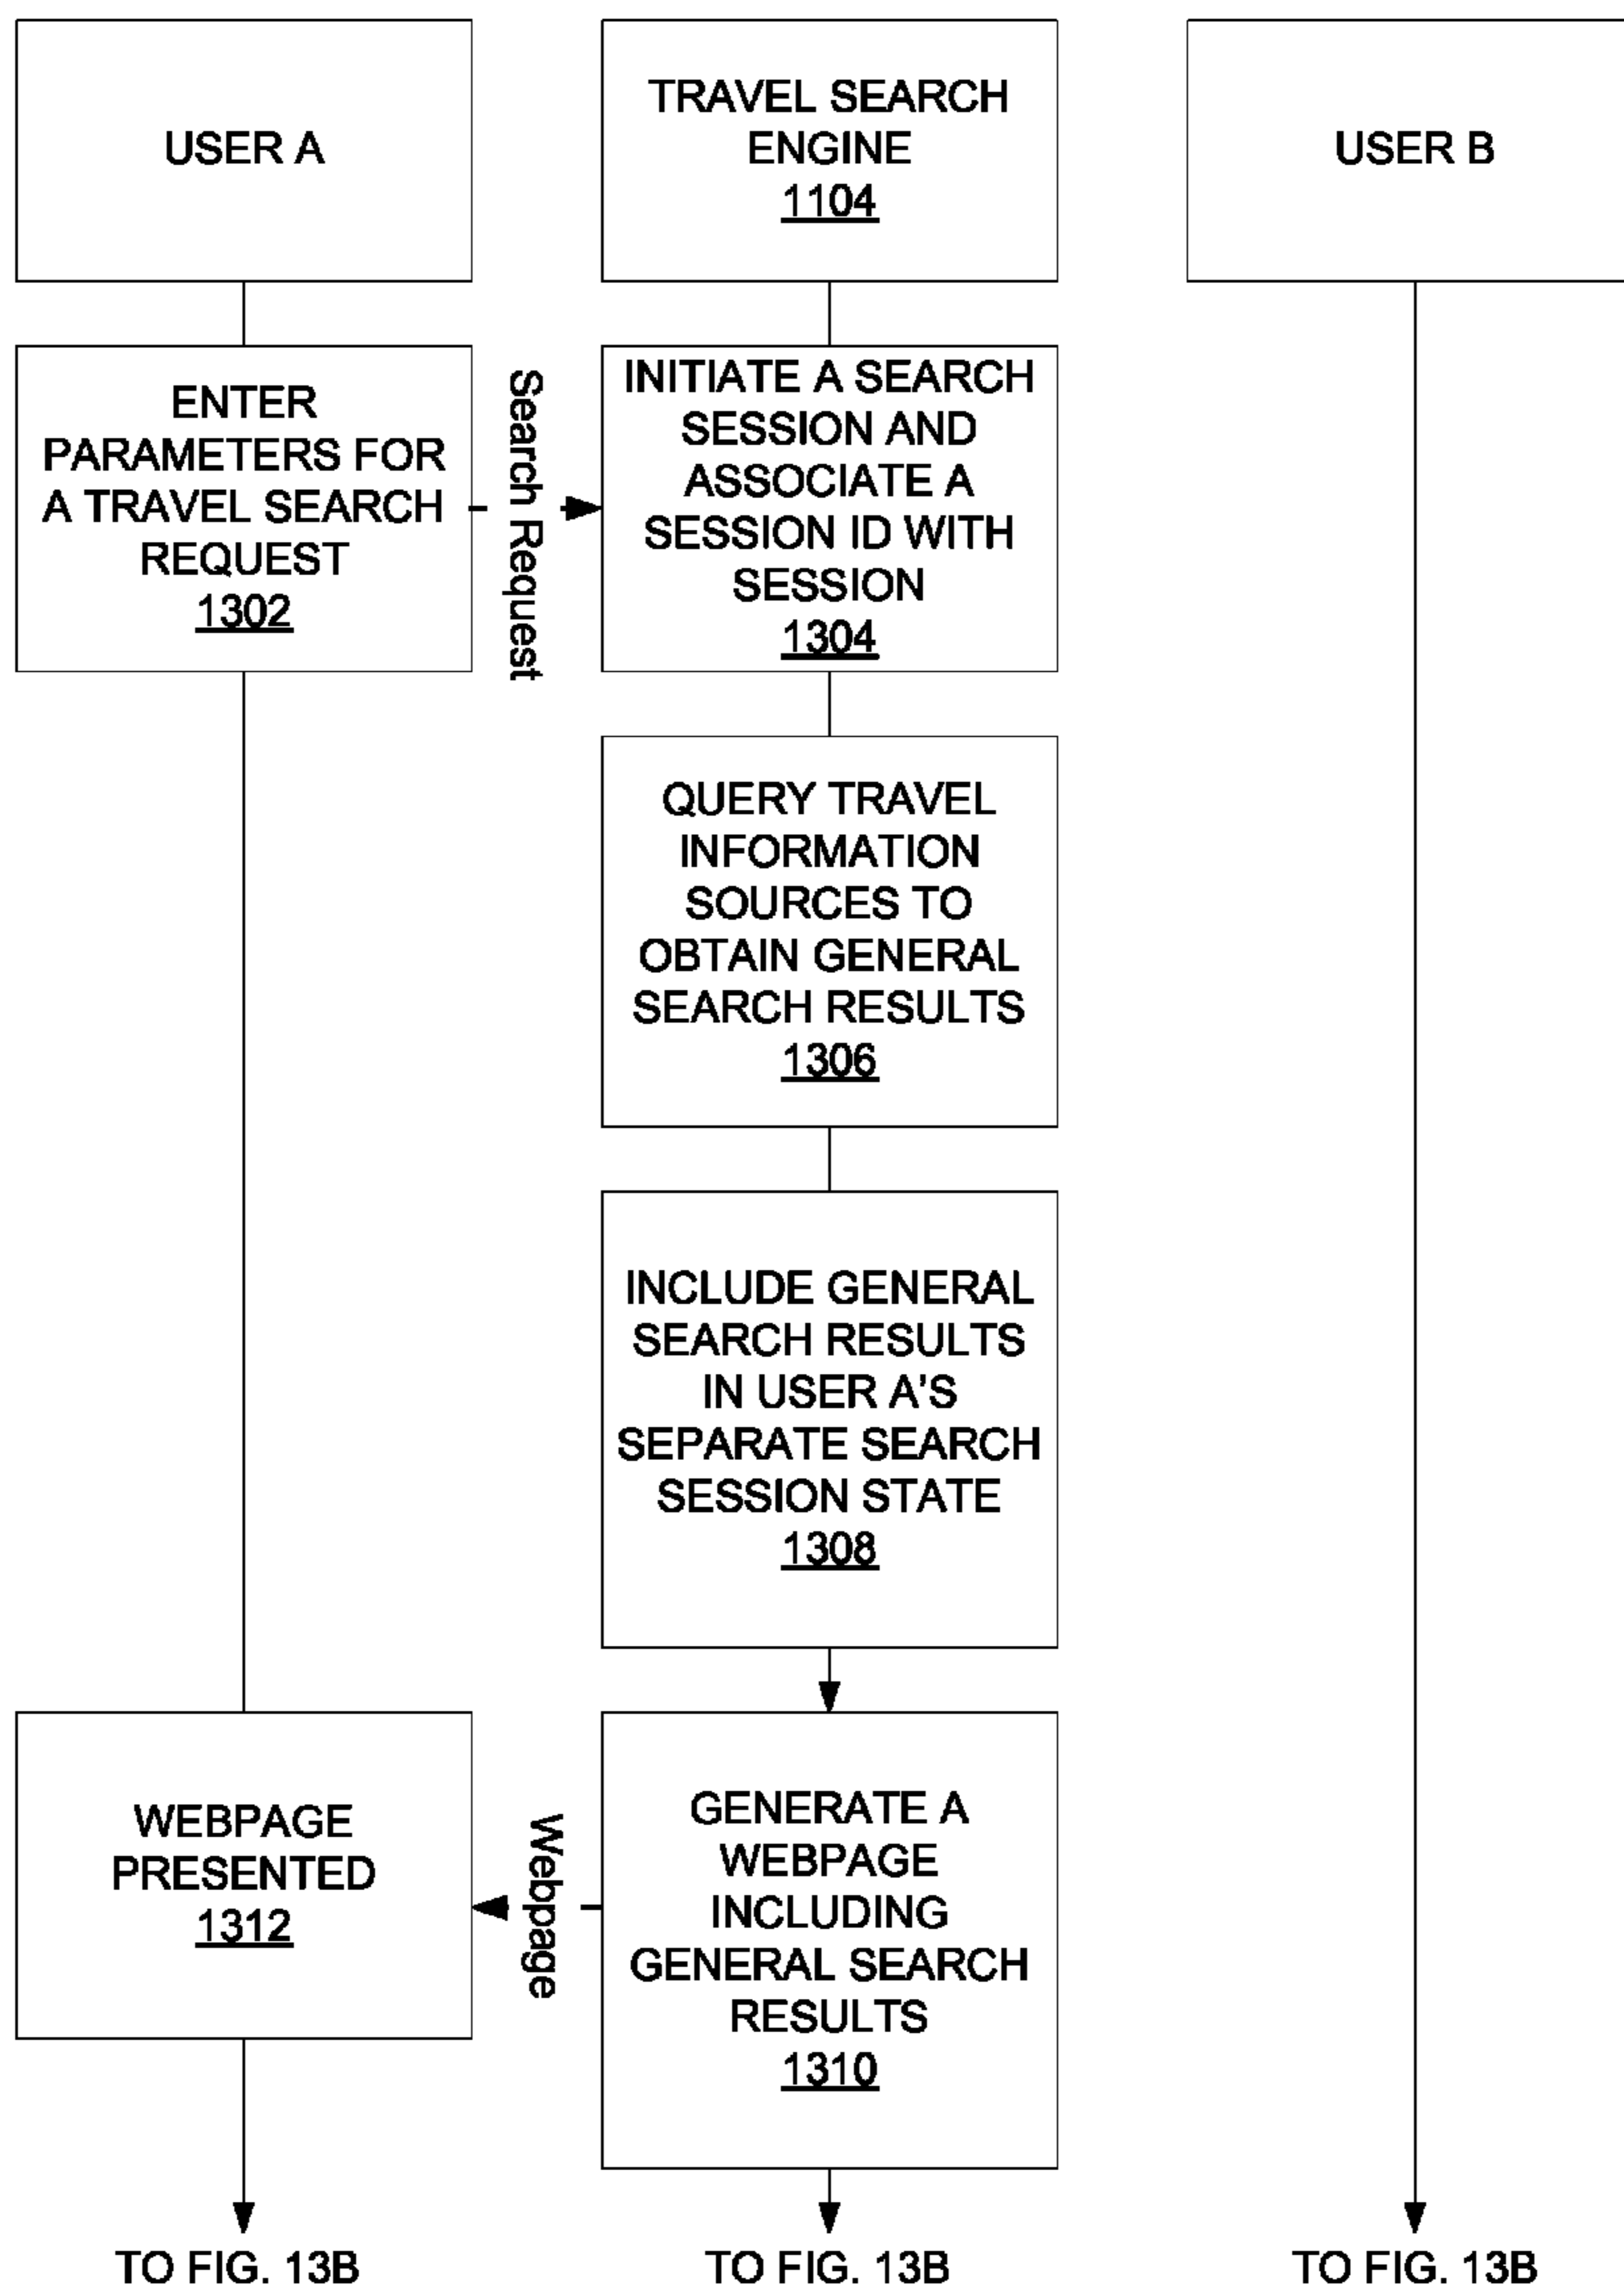 USER A
TRAVEL SEARCH
ENGINE
1104
USER B
ENTER
PARAMETERS FOR
A TRAVEL SEARCH
REQUEST
1302
Search Request
INITIATE A SEARCH
SESSION AND
ASSOCIATE A
SESSION ID WITH
SESSION
1304
QUERY TRAVEL
INFORMATION
SOURCES TO
OBTAIN GENERAL
SEARCH RESULTS
1306
INCLUDE GENERAL
SEARCH RESULTS
IN USER A'S
SEPARATE SEARCH
SESSION STATE
1308
GENERATE A
WEBPAGE
INCLUDING
GENERAL SEARCH
RESULTS
1310
Webpage
WEBPAGE
PRESENTED
1312
TO FIG. 13B
TO FIG. 13B
TO FIG. 13B